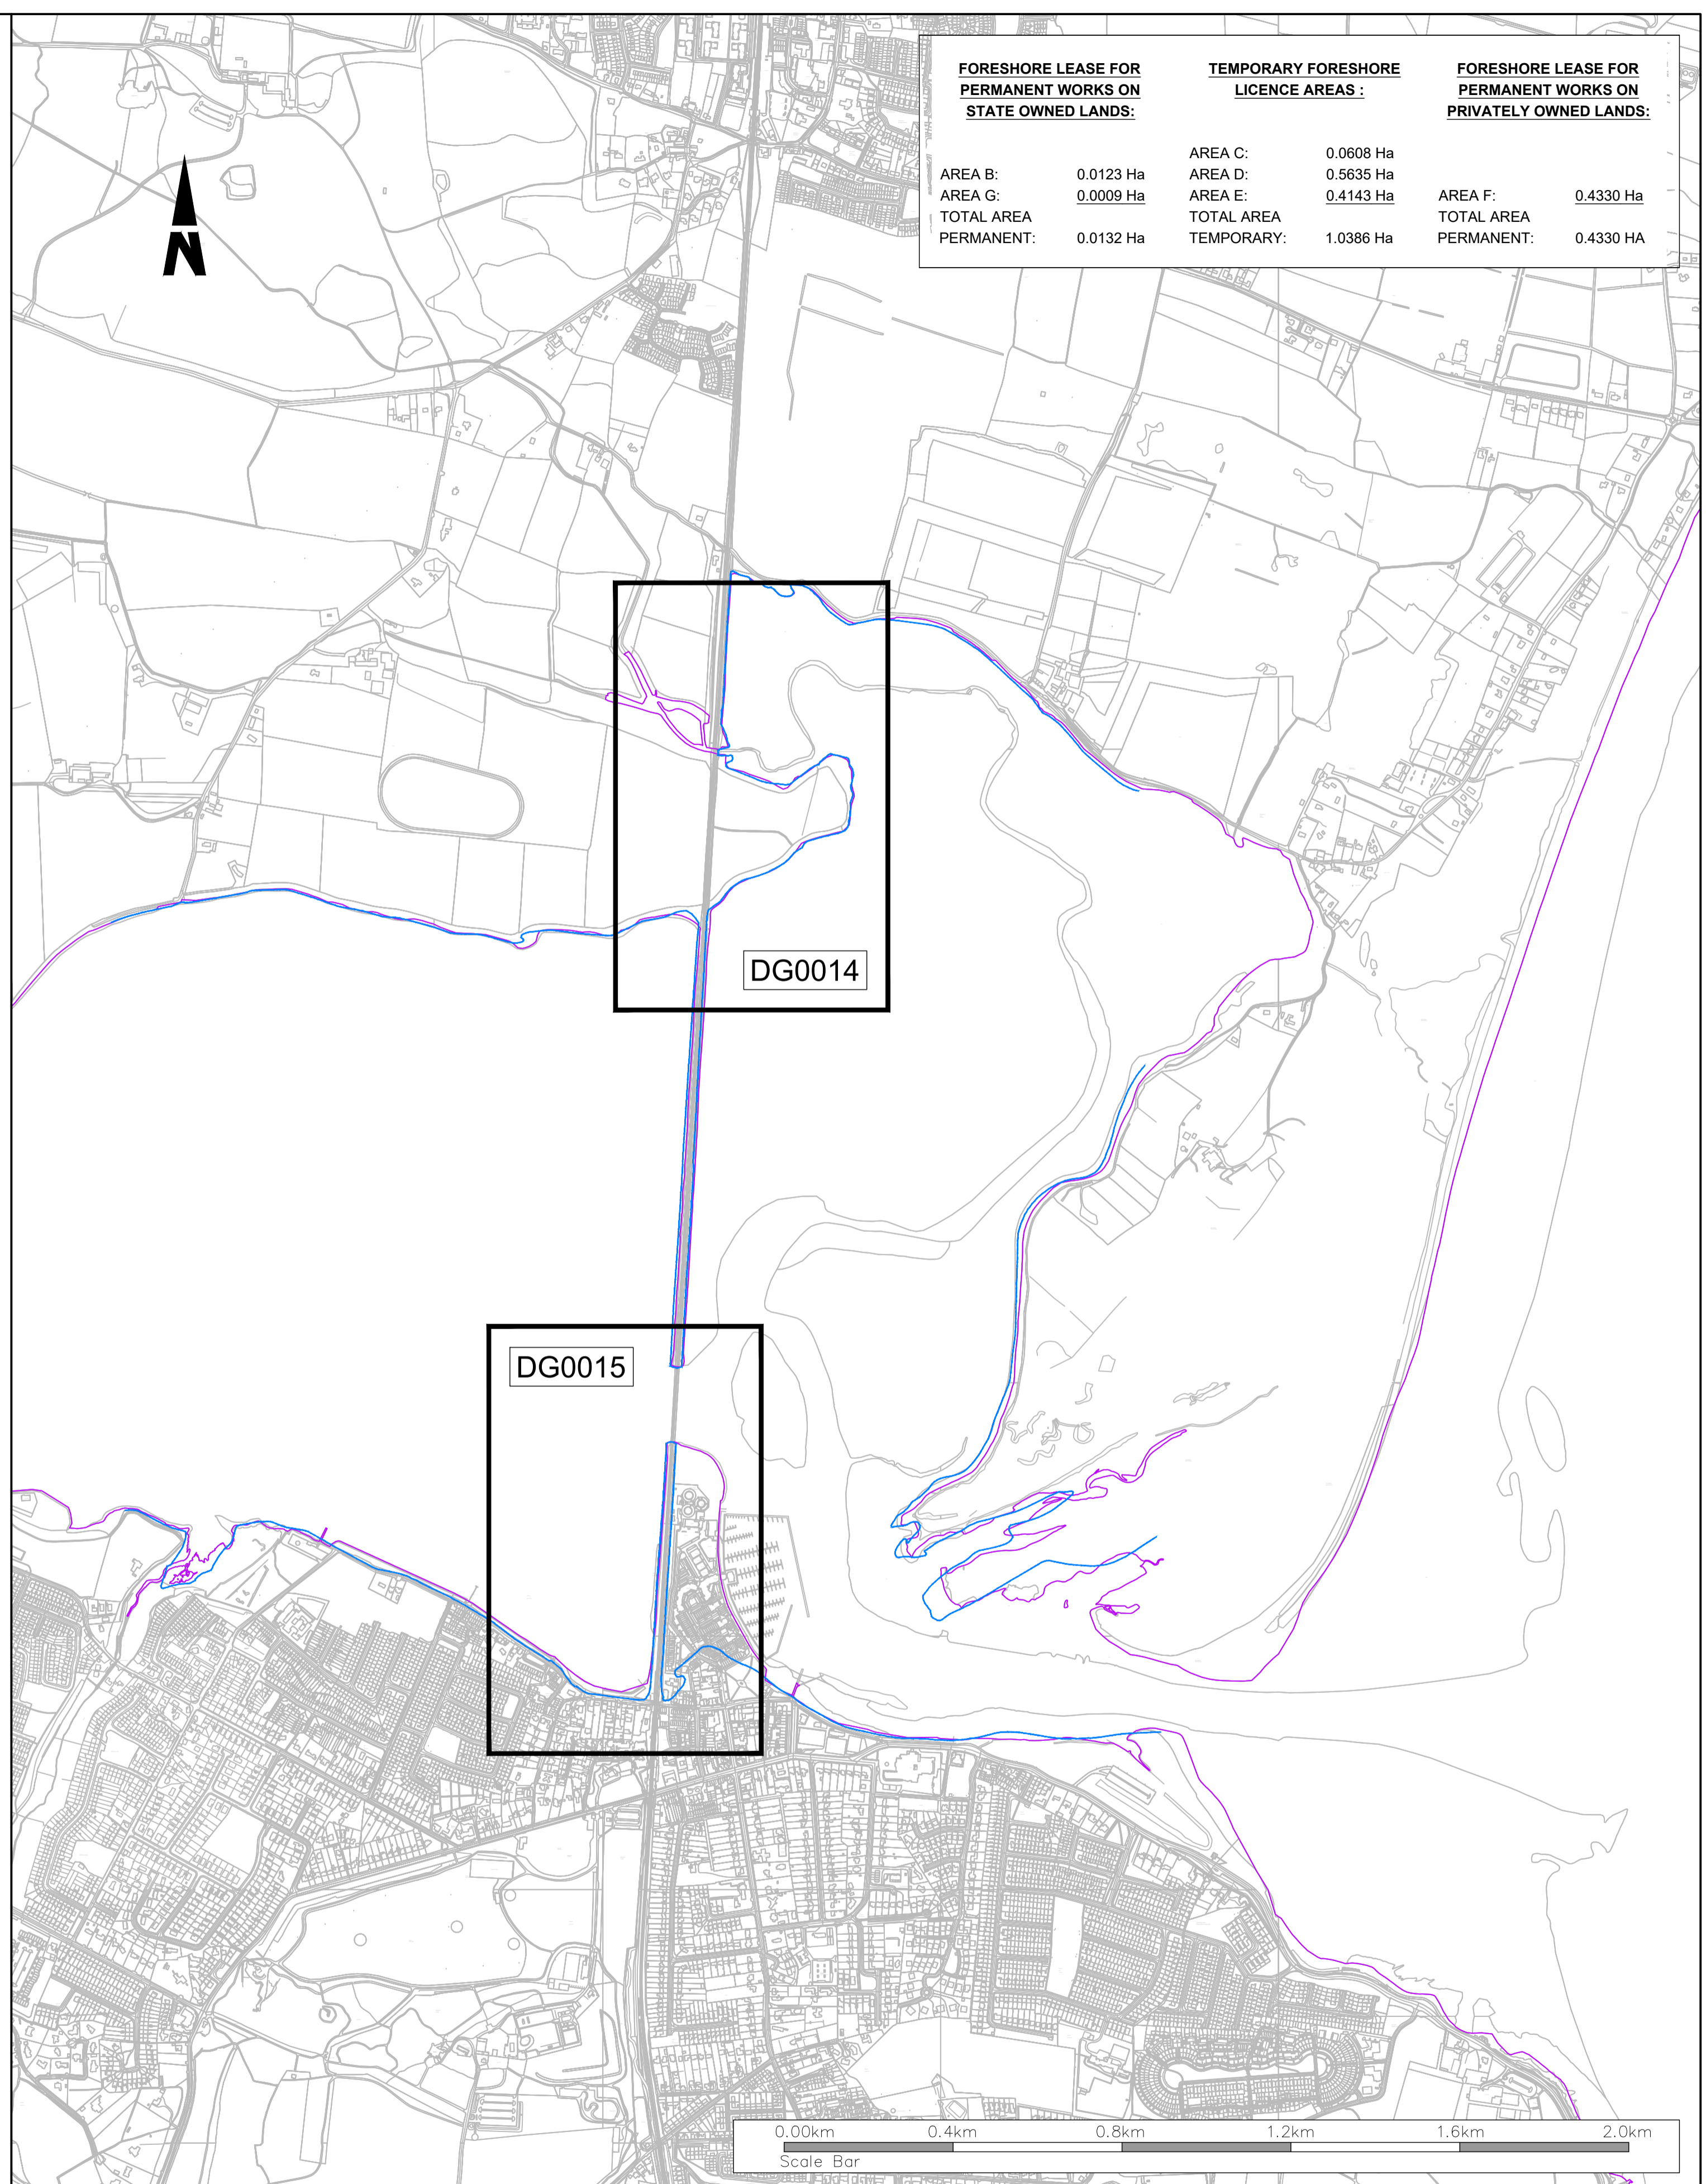 FORESHORE LEASE FOR
PERMANENT WORKS ON
STATE OWNED LANDS:
AREA B: 0.0123 Ha
AREA G: 0.0009 Ha
TOTAL AREA
PERMANENT: 0.0132 Ha
TEMPORARY FORESHORE
LICENCE AREAS :
AREA C: 0.0608 Ha
AREA D: 0.5635 Ha
AREA E: 0.4143 Ha
TOTAL AREA
TEMPORARY: 1.0386 Ha
FORESHORE LEASE FOR
PERMANENT WORKS ON
PRIVATELY OWNED LANDS:
AREA F: 0.4330 Ha
TOTAL AREA
PERMANENT: 0.4330 HA
N
DG0014
DG0015
0.00km 0.4km 0.8km 1.2km 1.6km 2.0km
Scale Bar